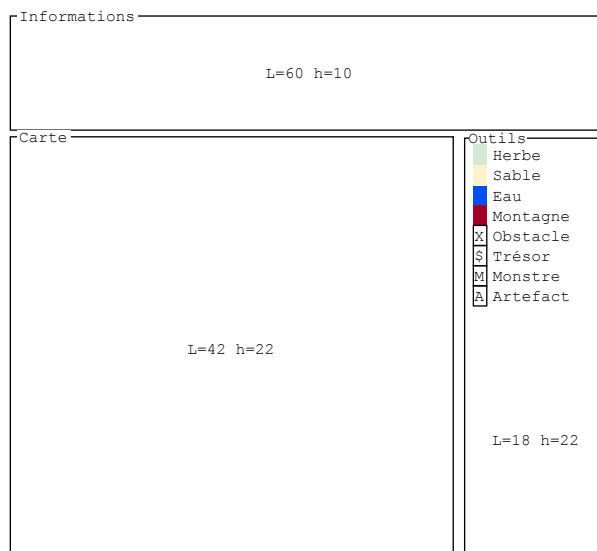 Informations
L=60 h=10
Carte
Outils
Herbe
Sable
Eau
Montagne
X Obstacle
$ Trésor
M Monstre
A Artefact
L=42 h=22
L=18 h=22